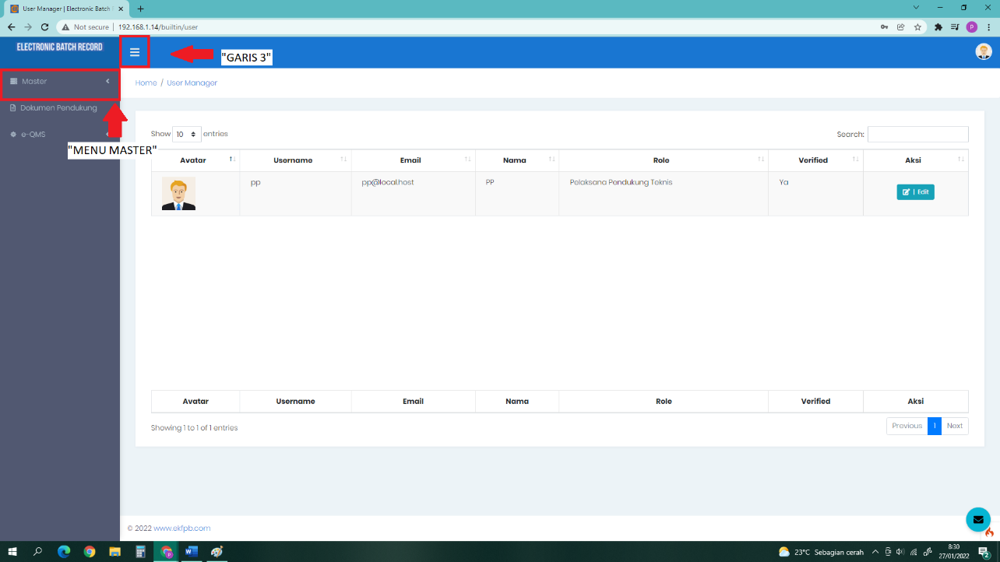 User Manager | Electronic Batch
Not secure | 192.168.1.14/builtin/user
P
ELECTRONIC BATCH RECORD
"GARIS 3"
Master
Home / User Manager
Dokumen Pendukung
e-QMS
"MENU MASTER"
Show 10 entries
Search:
Avatar Username Email Nama Role Verified Aksi
pp pp@local.host PP Pelaksana Pendukung Teknis Ya | Edit
Avatar Username Email Nama Role Verified Aksi
Showing 1 to 1 of 1 entries
Previous 1 Next
© 2022 www.ekfpb.com
23°C Sebagian cerah
8:30
27/01/2022
2